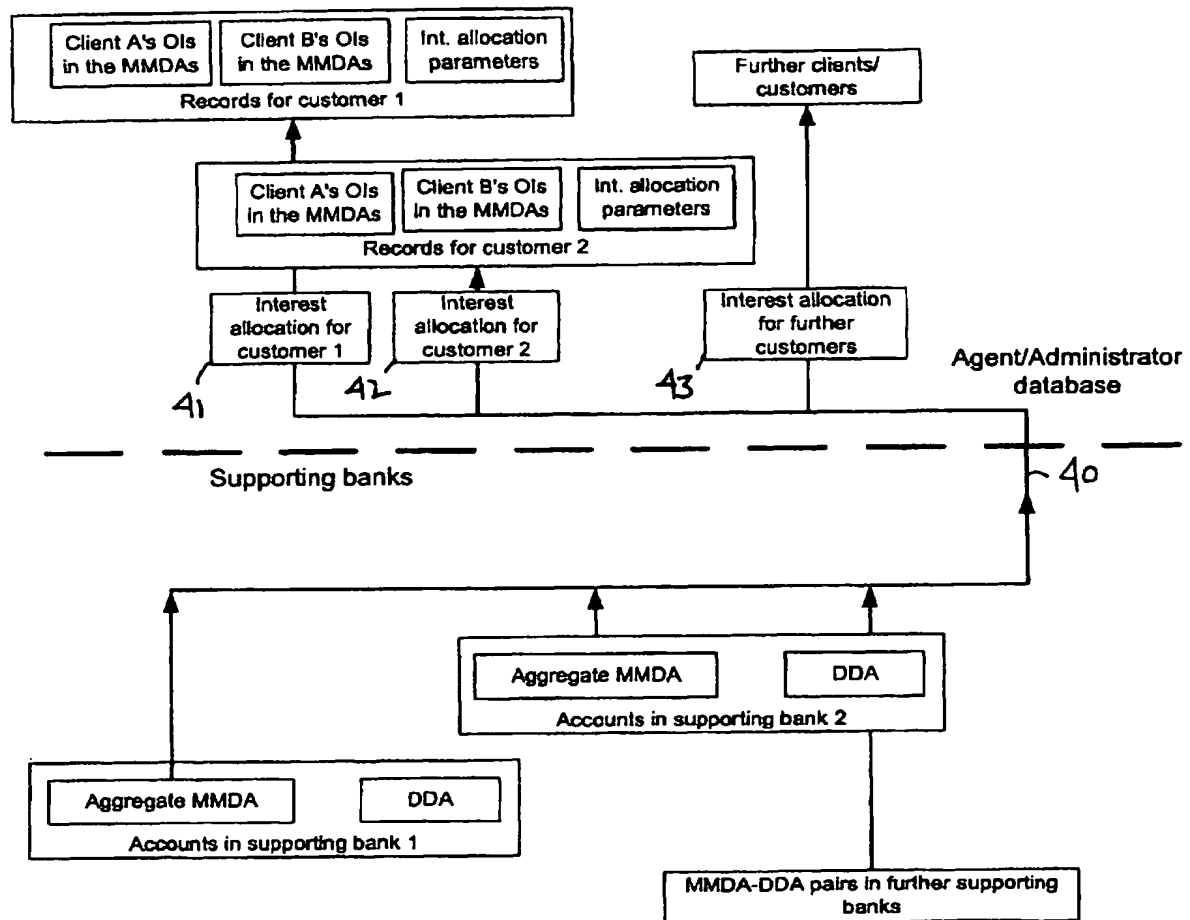 Client A's OIs
in the MMDAs
Client B's OIs
in the MMDAs
Int. allocation
parameters
Records for customer 1
Further clients/
customers
Client A's OIs
in the MMDAs
Client B's OIs
in the MMDAs
Int. allocation
parameters
Records for customer 2
Interest
allocation for
customer 1
Interest
allocation for
customer 2
Interest allocation
for further
customers
41
42
43
Agent/Administrator
database
Supporting banks
40
Aggregate MMDA
DDA
Accounts in supporting bank 2
Aggregate MMDA
DDA
Accounts in supporting bank 1
MMDA-DDA pairs in further supporting
banks